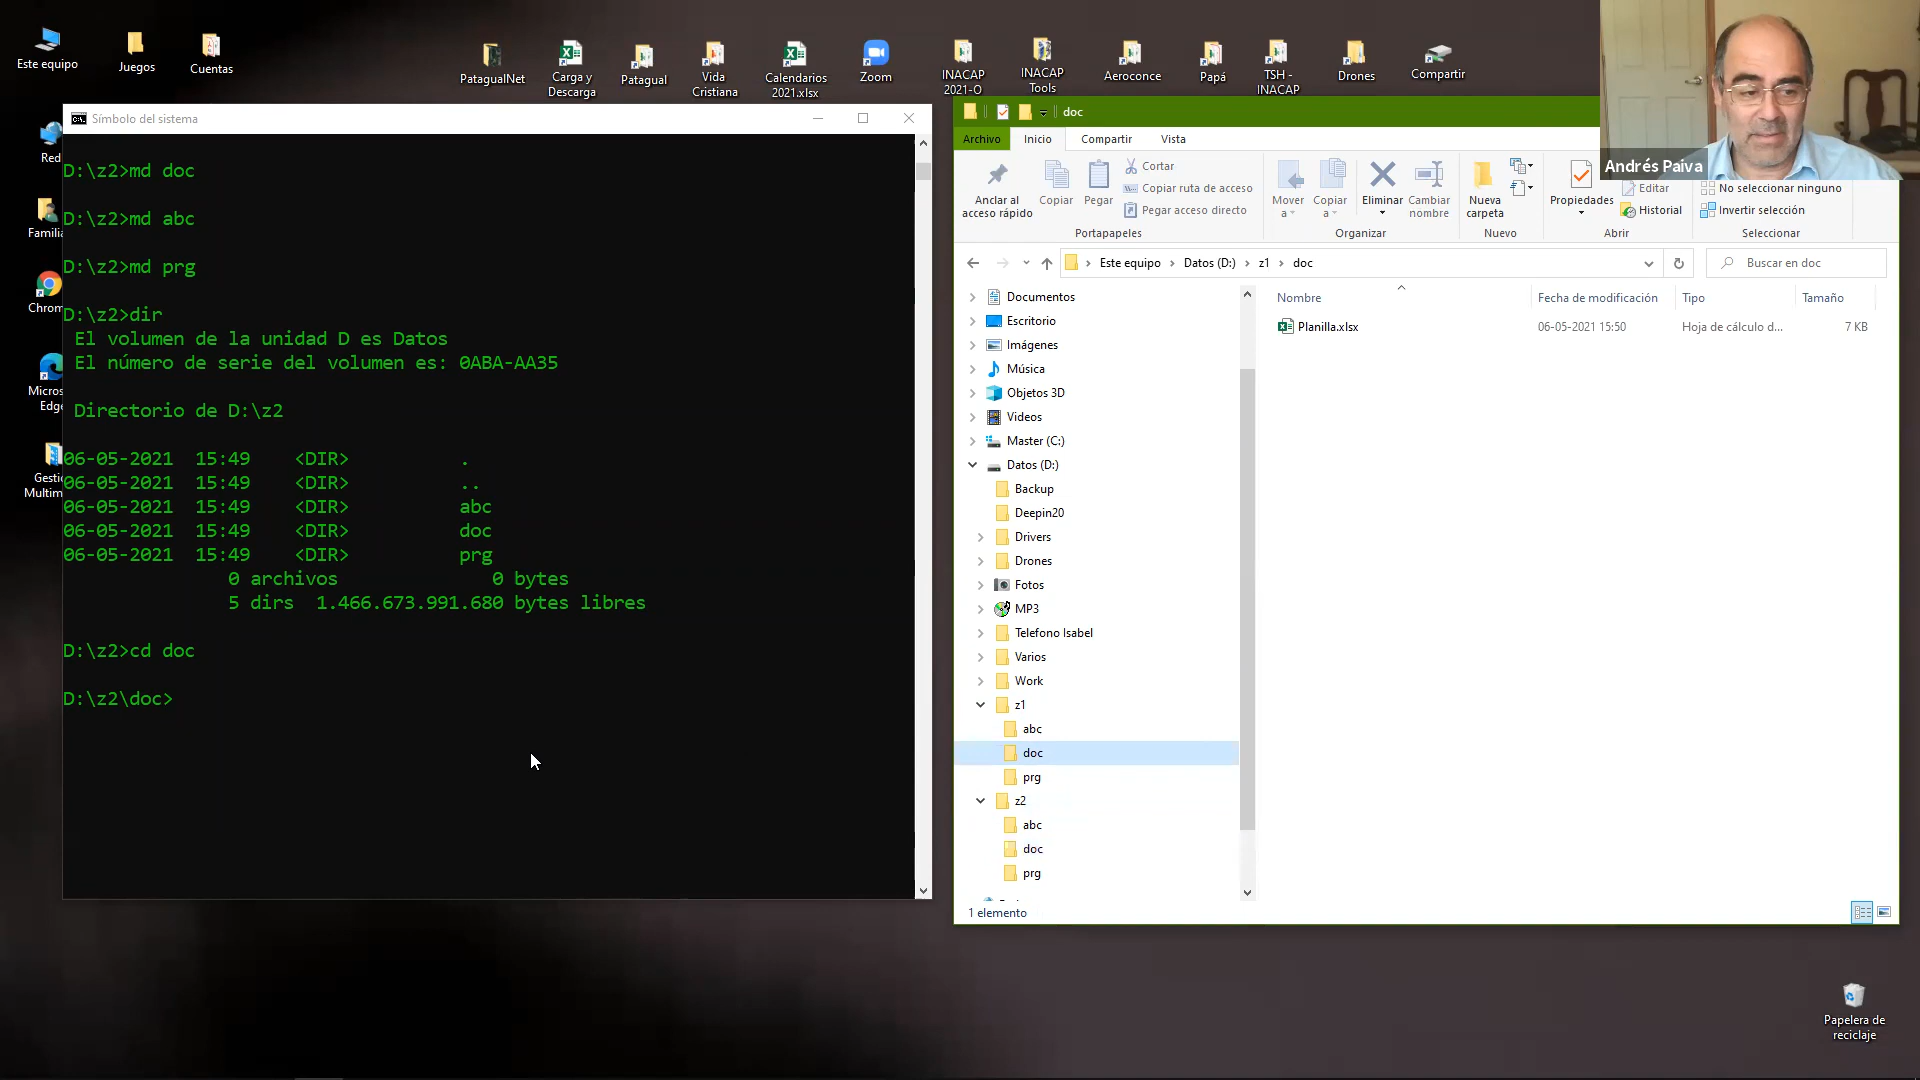 Este equipo
Juegos
Cuentas
PatagualNet
Carga y
Descarga
Patagual
Vida
Cristiana
Calendarios
2021.xlsx
Zoom
INACAP
2021-O
INACAP
Tools
Aeroconce
Papá
TSH -
INACAP
Drones
Compartir
Andrés Paiva
Red
Familia
Chrom
Micros
Edge
Gestic
Multim
Papelera de
reciclaje
Símbolo del sistema
D:\z2>md doc
D:\z2>md abc
D:\z2>md prg
D:\z2>dir
El volumen de la unidad D es Datos
El número de serie del volumen es: 0ABA-AA35
Directorio de D:\z2
06-05-2021 15:49 <DIR> .
06-05-2021 15:49 <DIR> ..
06-05-2021 15:49 <DIR> abc
06-05-2021 15:49 <DIR> doc
06-05-2021 15:49 <DIR> prg
0 archivos 0 bytes
5 dirs 1.466.673.991.680 bytes libres
D:\z2>cd doc
D:\z2\doc>
doc
Archivo Inicio Compartir Vista
Anclar al
acceso rápido
Copiar
Pegar
Cortar
Copiar ruta de acceso
Pegar acceso directo
Portapapeles
Mover
a
Copiar
a
Eliminar
Cambiar
nombre
Organizar
Nueva
carpeta
Nuevo
Propiedades
Editar
Historial
Abrir
No seleccionar ninguno
Invertir selección
Seleccionar
Este equipo > Datos (D:) > z1 > doc
Buscar en doc
Nombre Fecha de modificación Tipo Tamaño
Planilla.xlsx 06-05-2021 15:50 Hoja de cálculo d... 7 KB
Documentos
Escritorio
Imágenes
Música
Objetos 3D
Videos
Master (C:)
Datos (D:)
Backup
Deepin20
Drivers
Drones
Fotos
MP3
Telefono Isabel
Varios
Work
z1
abc
doc
prg
z2
abc
doc
prg
1 elemento